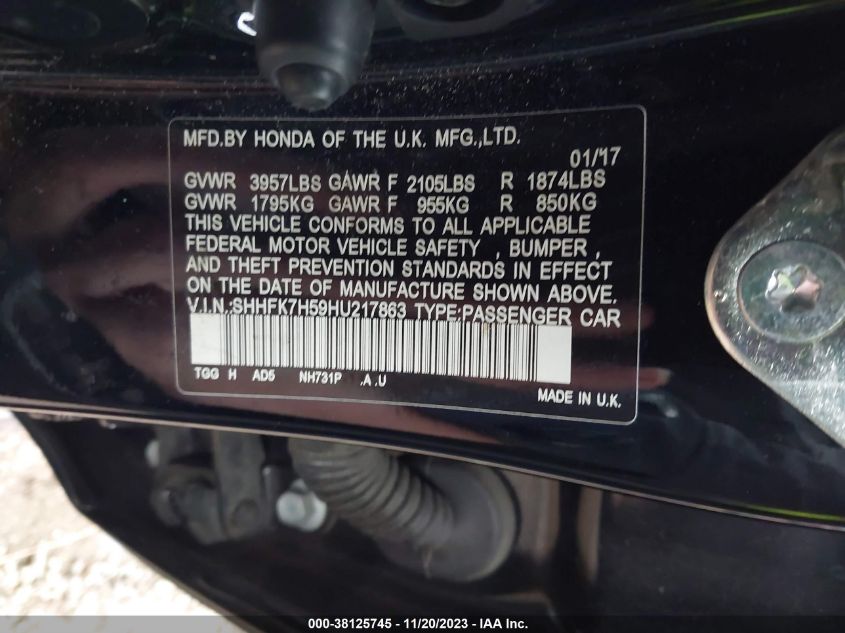 MFD.BY HONDA OF THE U.K. MFG.,LTD.
01/17
GVWR 3957LBS GAWR F 2105LBS R 1874LBS
GVWR 1795KG GAWR F 955KG R 850KG
THIS VEHICLE CONFORMS TO ALL APPLICABLE
FEDERAL MOTOR VEHICLE SAFETY , BUMPER ,
AND THEFT PREVENTION STANDARDS IN EFFECT
ON THE DATE OF MANUFACTURE SHOWN ABOVE.
V.I.N.:SHHFK7H59HU217863 TYPE:PASSENGER CAR
TGG H AD5 NH731P .A .U
MADE IN U.K.
000-38125745 - 11/20/2023 - IAA Inc.